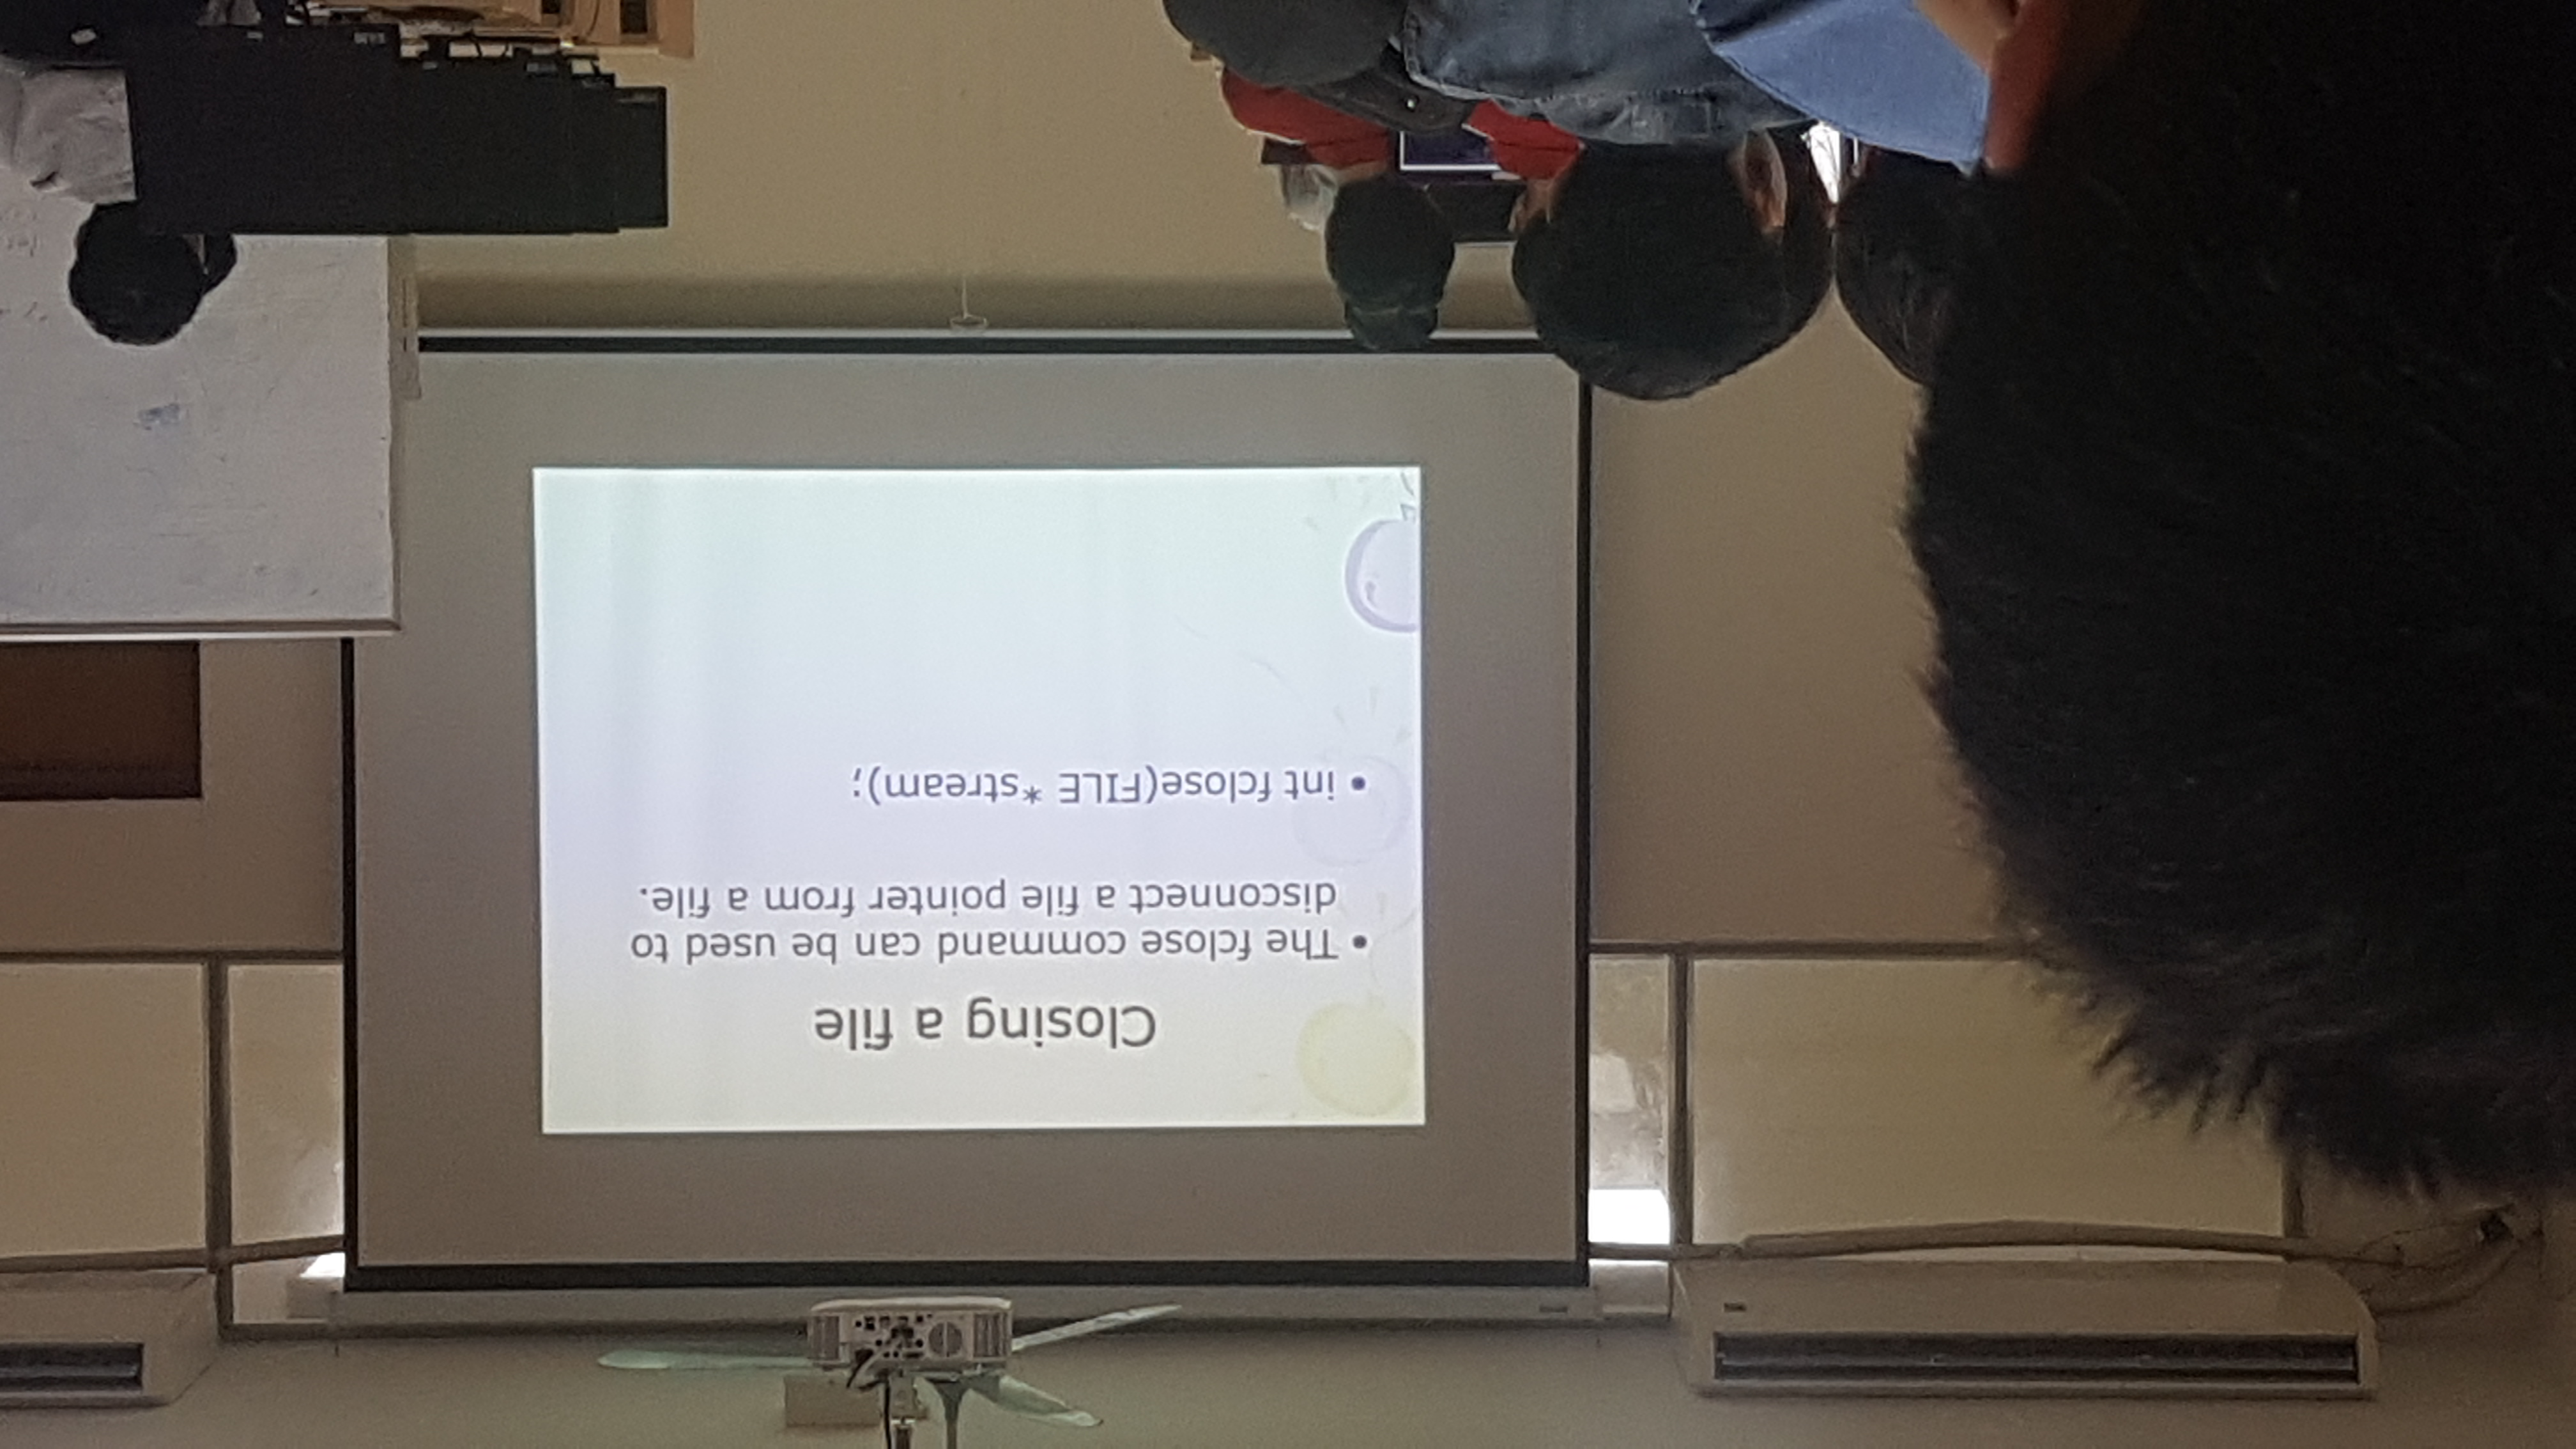 Closing a file
• The fclose command can be used to
disconnect a file pointer from a file.
• int fclose(FILE *stream);